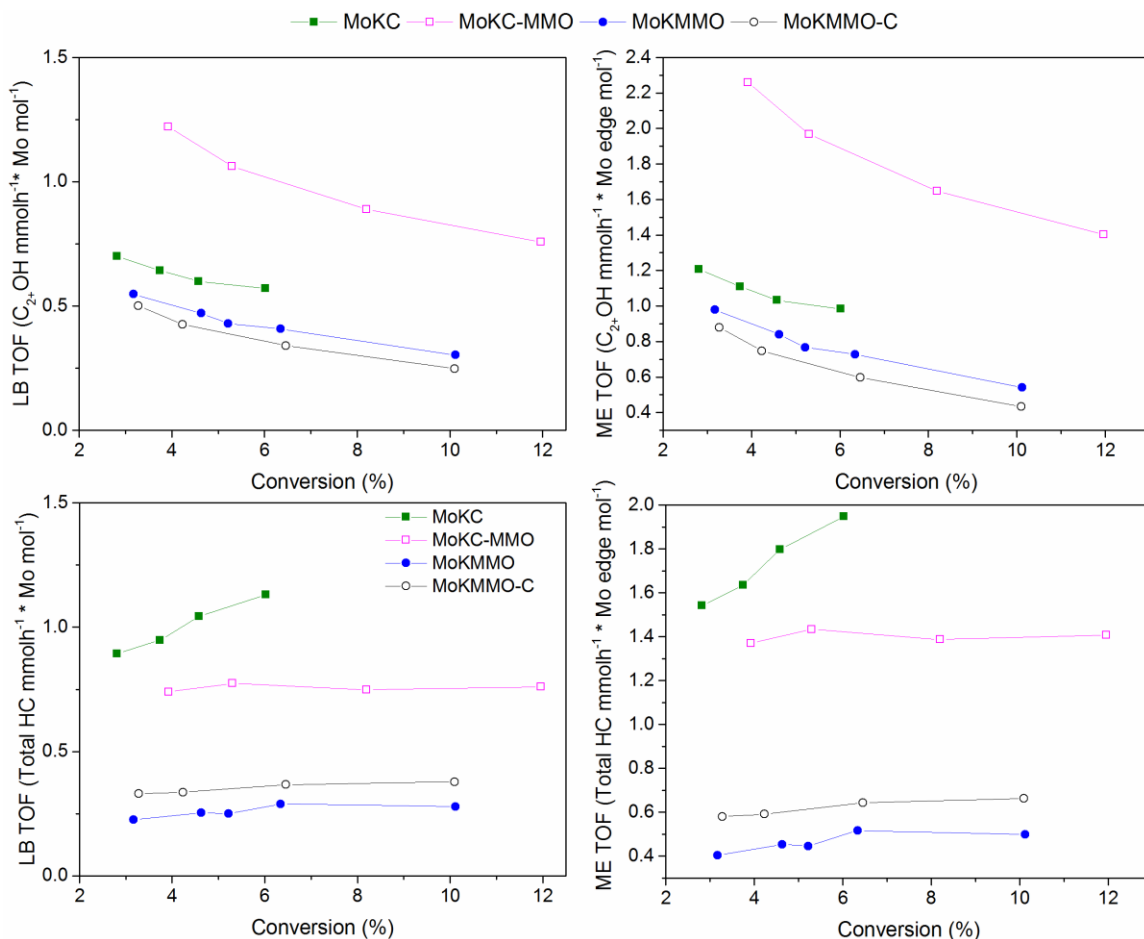 MoKC MoKC-MMO MoKMMO MoKMMO-C
1.5
1.0
0.5
0.0
LB TOF (C₂₊OH mmolh⁻¹* Mo mol⁻¹)
2 4 6 8 10 12
Conversion (%)
2.4
2.2
2.0
1.8
1.6
1.4
1.2
1.0
0.8
0.6
0.4
ME TOF (C₂₊OH mmolh⁻¹ * Mo edge mol⁻¹)
2 4 6 8 10 12
Conversion (%)
1.5
1.0
0.5
0.0
LB TOF (Total HC mmolh⁻¹ * Mo mol⁻¹)
MoKC
MoKC-MMO
MoKMMO
MoKMMO-C
2 4 6 8 10 12
Conversion (%)
2.0
1.8
1.6
1.4
1.2
1.0
0.8
0.6
0.4
ME TOF (Total HC mmolh⁻¹ * Mo edge mol⁻¹)
2 4 6 8 10 12
Conversion (%)